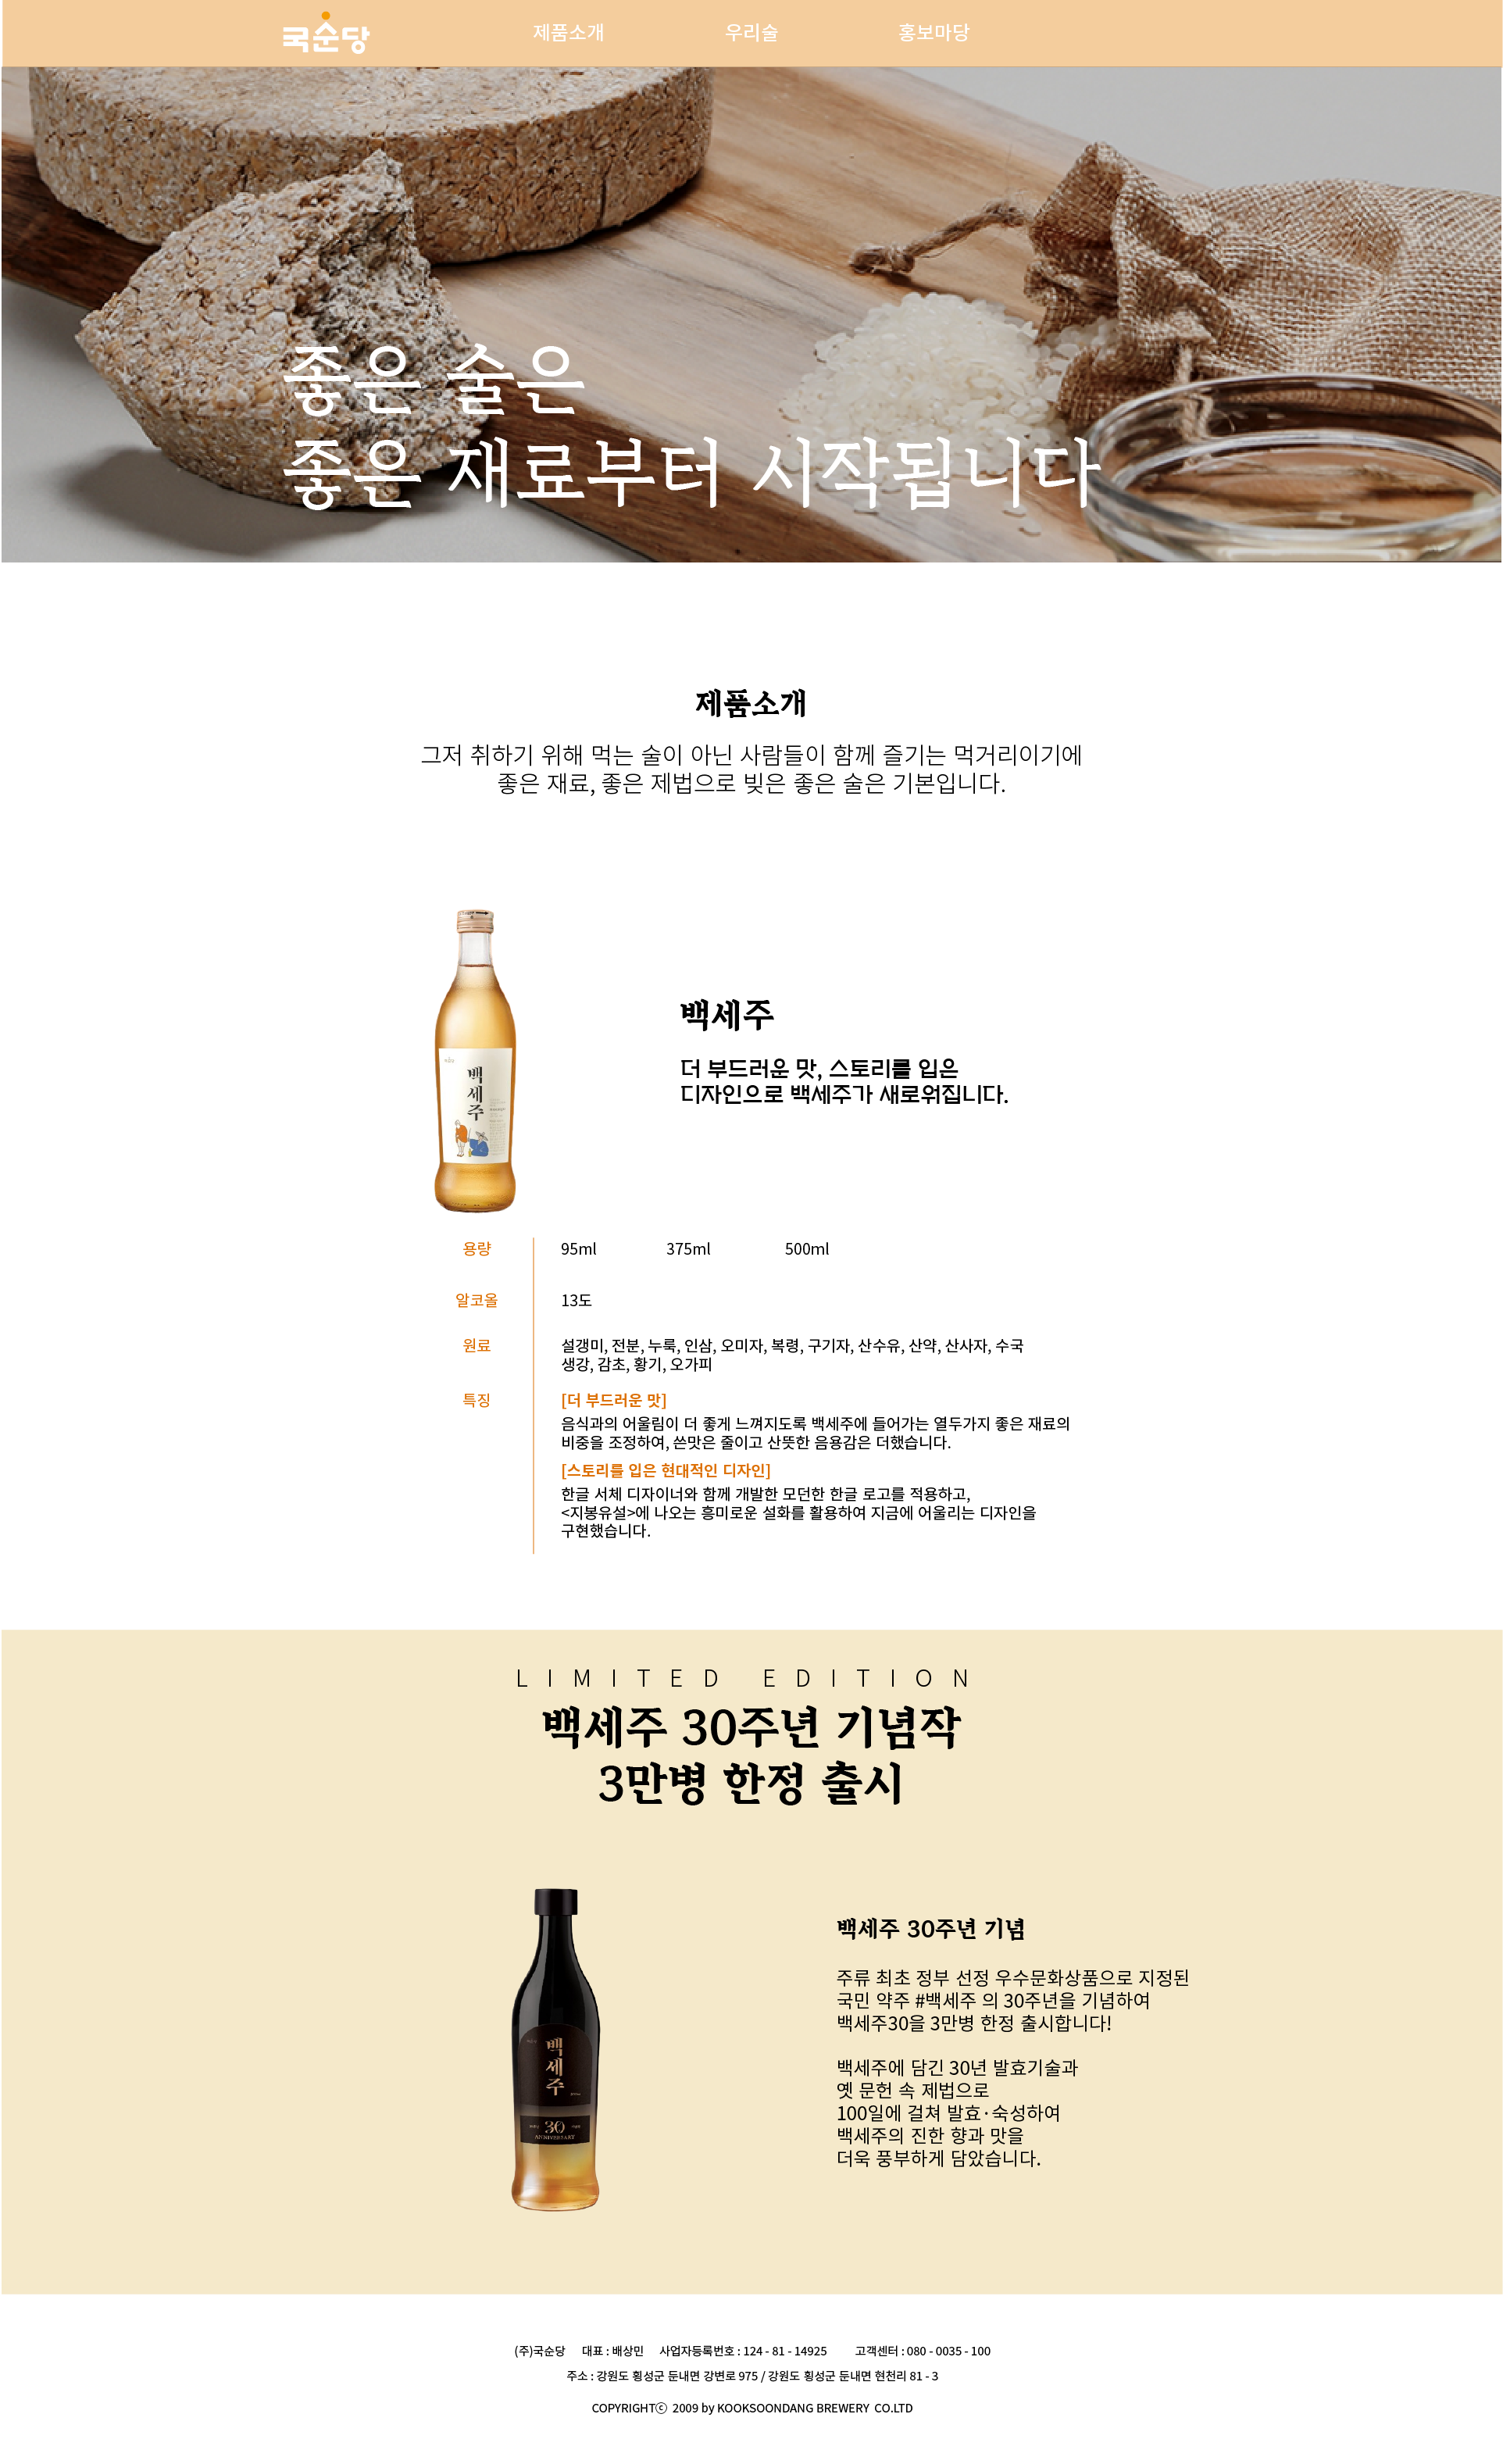 국순당
제품소개 우리술 홍보마당
좋은 술은
좋은 재료부터 시작됩니다
제품소개
그저 취하기 위해 먹는 술이 아닌 사람들이 함께 즐기는 먹거리이기에
좋은 재료, 좋은 제법으로 빚은 좋은 술은 기본입니다.
백세주
백세주
더 부드러운 맛, 스토리를 입은
디자인으로 백세주가 새로워집니다.
용량 95ml 375ml 500ml
알코올 13도
원료 설갱미, 전분, 누룩, 인삼, 오미자, 복령, 구기자, 산수유, 산약, 산사자, 수국
생강, 감초, 황기, 오가피
특징 [더 부드러운 맛]
음식과의 어울림이 더 좋게 느껴지도록 백세주에 들어가는 열두가지 좋은 재료의
비중을 조정하여, 쓴맛은 줄이고 산뜻한 음용감은 더했습니다.
[스토리를 입은 현대적인 디자인]
한글 서체 디자이너와 함께 개발한 모던한 한글 로고를 적용하고,
<지봉유설>에 나오는 흥미로운 설화를 활용하여 지금에 어울리는 디자인을
구현했습니다.
LIMITED EDITION
백세주 30주년 기념작
3만병 한정 출시
백세주
30
ANNIVERSARY
백세주 30주년 기념
주류 최초 정부 선정 우수문화상품으로 지정된
국민 약주 #백세주 의 30주년을 기념하여
백세주30을 3만병 한정 출시합니다!
백세주에 담긴 30년 발효기술과
옛 문헌 속 제법으로
100일에 걸쳐 발효·숙성하여
백세주의 진한 향과 맛을
더욱 풍부하게 담았습니다.
(주)국순당 대표 : 배상민 사업자등록번호 : 124 - 81 - 14925 고객센터 : 080 - 0035 - 100
주소 : 강원도 횡성군 둔내면 강변로 975 / 강원도 횡성군 둔내면 현천리 81 - 3
COPYRIGHTⓒ 2009 by KOOKSOONDANG BREWERY CO.LTD